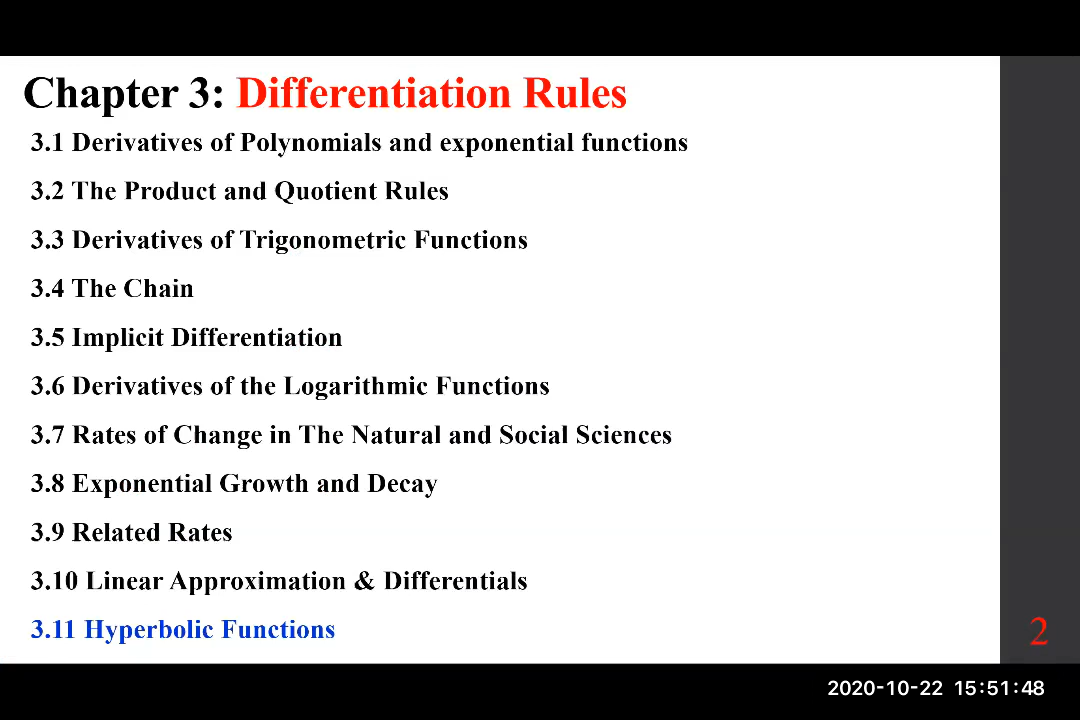 Chapter 3: Differentiation Rules
3.1 Derivatives of Polynomials and exponential functions
3.2 The Product and Quotient Rules
3.3 Derivatives of Trigonometric Functions
3.4 The Chain
3.5 Implicit Differentiation
3.6 Derivatives of the Logarithmic Functions
3.7 Rates of Change in The Natural and Social Sciences
3.8 Exponential Growth and Decay
3.9 Related Rates
3.10 Linear Approximation & Differentials
3.11 Hyperbolic Functions
2
2020-10-22 15:51:48